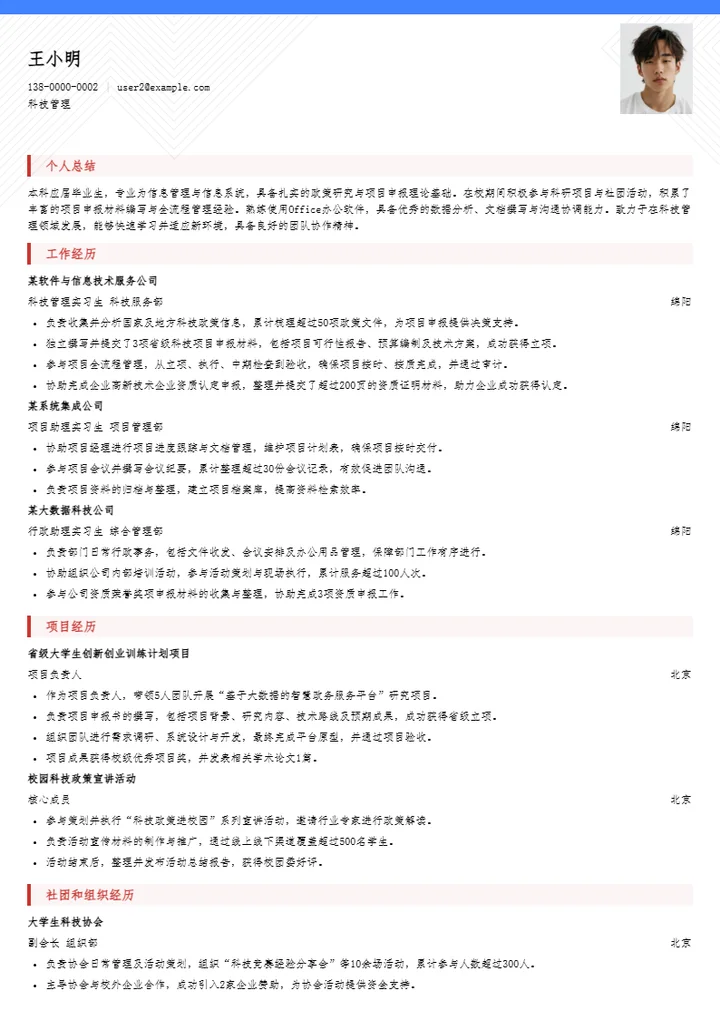 王小明
138-0000-0002 | user2@example.com
科技管理
个人总结
本科应届毕业生，专业为信息管理与信息系统，具备扎实的政策研究与项目申报理论基础。在校期间积极参与科研项目与社团活动，积累了
丰富的项目申报材料编写与全流程管理经验。熟练使用Office办公软件，具备优秀的数据分析、文档撰写与沟通协调能力。致力于在科技管
理领域发展，能够快速学习并适应新环境，具备良好的团队协作精神。
工作经历
某软件与信息技术服务公司
科技管理实习生 科技服务部 绵阳
• 负责收集并分析国家及地方科技政策信息，累计梳理超过50项政策文件，为项目申报提供决策支持。
• 独立撰写并提交了3项省级科技项目申报材料，包括项目可行性报告、预算编制及技术方案，成功获得立项。
• 参与项目全流程管理，从立项、执行、中期检查到验收，确保项目按时、按质完成，并通过审计。
• 协助完成企业高新技术企业资质认定申报，整理并提交了超过200页的资质证明材料，助力企业成功获得认定。
某系统集成公司
项目助理实习生 项目管理部 绵阳
• 协助项目经理进行项目进度跟踪与文档管理，维护项目计划表，确保项目按时交付。
• 参与项目会议并撰写会议纪要，累计整理超过30份会议记录，有效促进团队沟通。
• 负责项目资料的归档与整理，建立项目档案库，提高资料检索效率。
某大数据科技公司
行政助理实习生 综合管理部 绵阳
• 负责部门日常行政事务，包括文件收发、会议安排及办公用品管理，保障部门工作有序进行。
• 协助组织公司内部培训活动，参与活动策划与现场执行，累计服务超过100人次。
• 参与公司资质荣誉奖项申报材料的收集与整理，协助完成3项资质申报工作。
项目经历
省级大学生创新创业训练计划项目
项目负责人 北京
• 作为项目负责人，带领5人团队开展“基于大数据的智慧政务服务平台”研究项目。
• 负责项目申报书的撰写，包括项目背景、研究内容、技术路线及预期成果，成功获得省级立项。
• 组织团队进行需求调研、系统设计与开发，最终完成平台原型，并通过项目验收。
• 项目成果获得校级优秀项目奖，并发表相关学术论文1篇。
校园科技政策宣讲活动
核心成员 北京
• 参与策划并执行“科技政策进校园”系列宣讲活动，邀请行业专家进行政策解读。
• 负责活动宣传材料的制作与推广，通过线上线下渠道覆盖超过500名学生。
• 活动结束后，整理并发布活动总结报告，获得校团委好评。
社团和组织经历
大学生科技协会
副会长 组织部 北京
• 负责协会日常管理及活动策划，组织“科技竞赛经验分享会”等10余场活动，累计参与人数超过300人。
• 主导协会与校外企业合作，成功引入2家企业赞助，为协会活动提供资金支持。